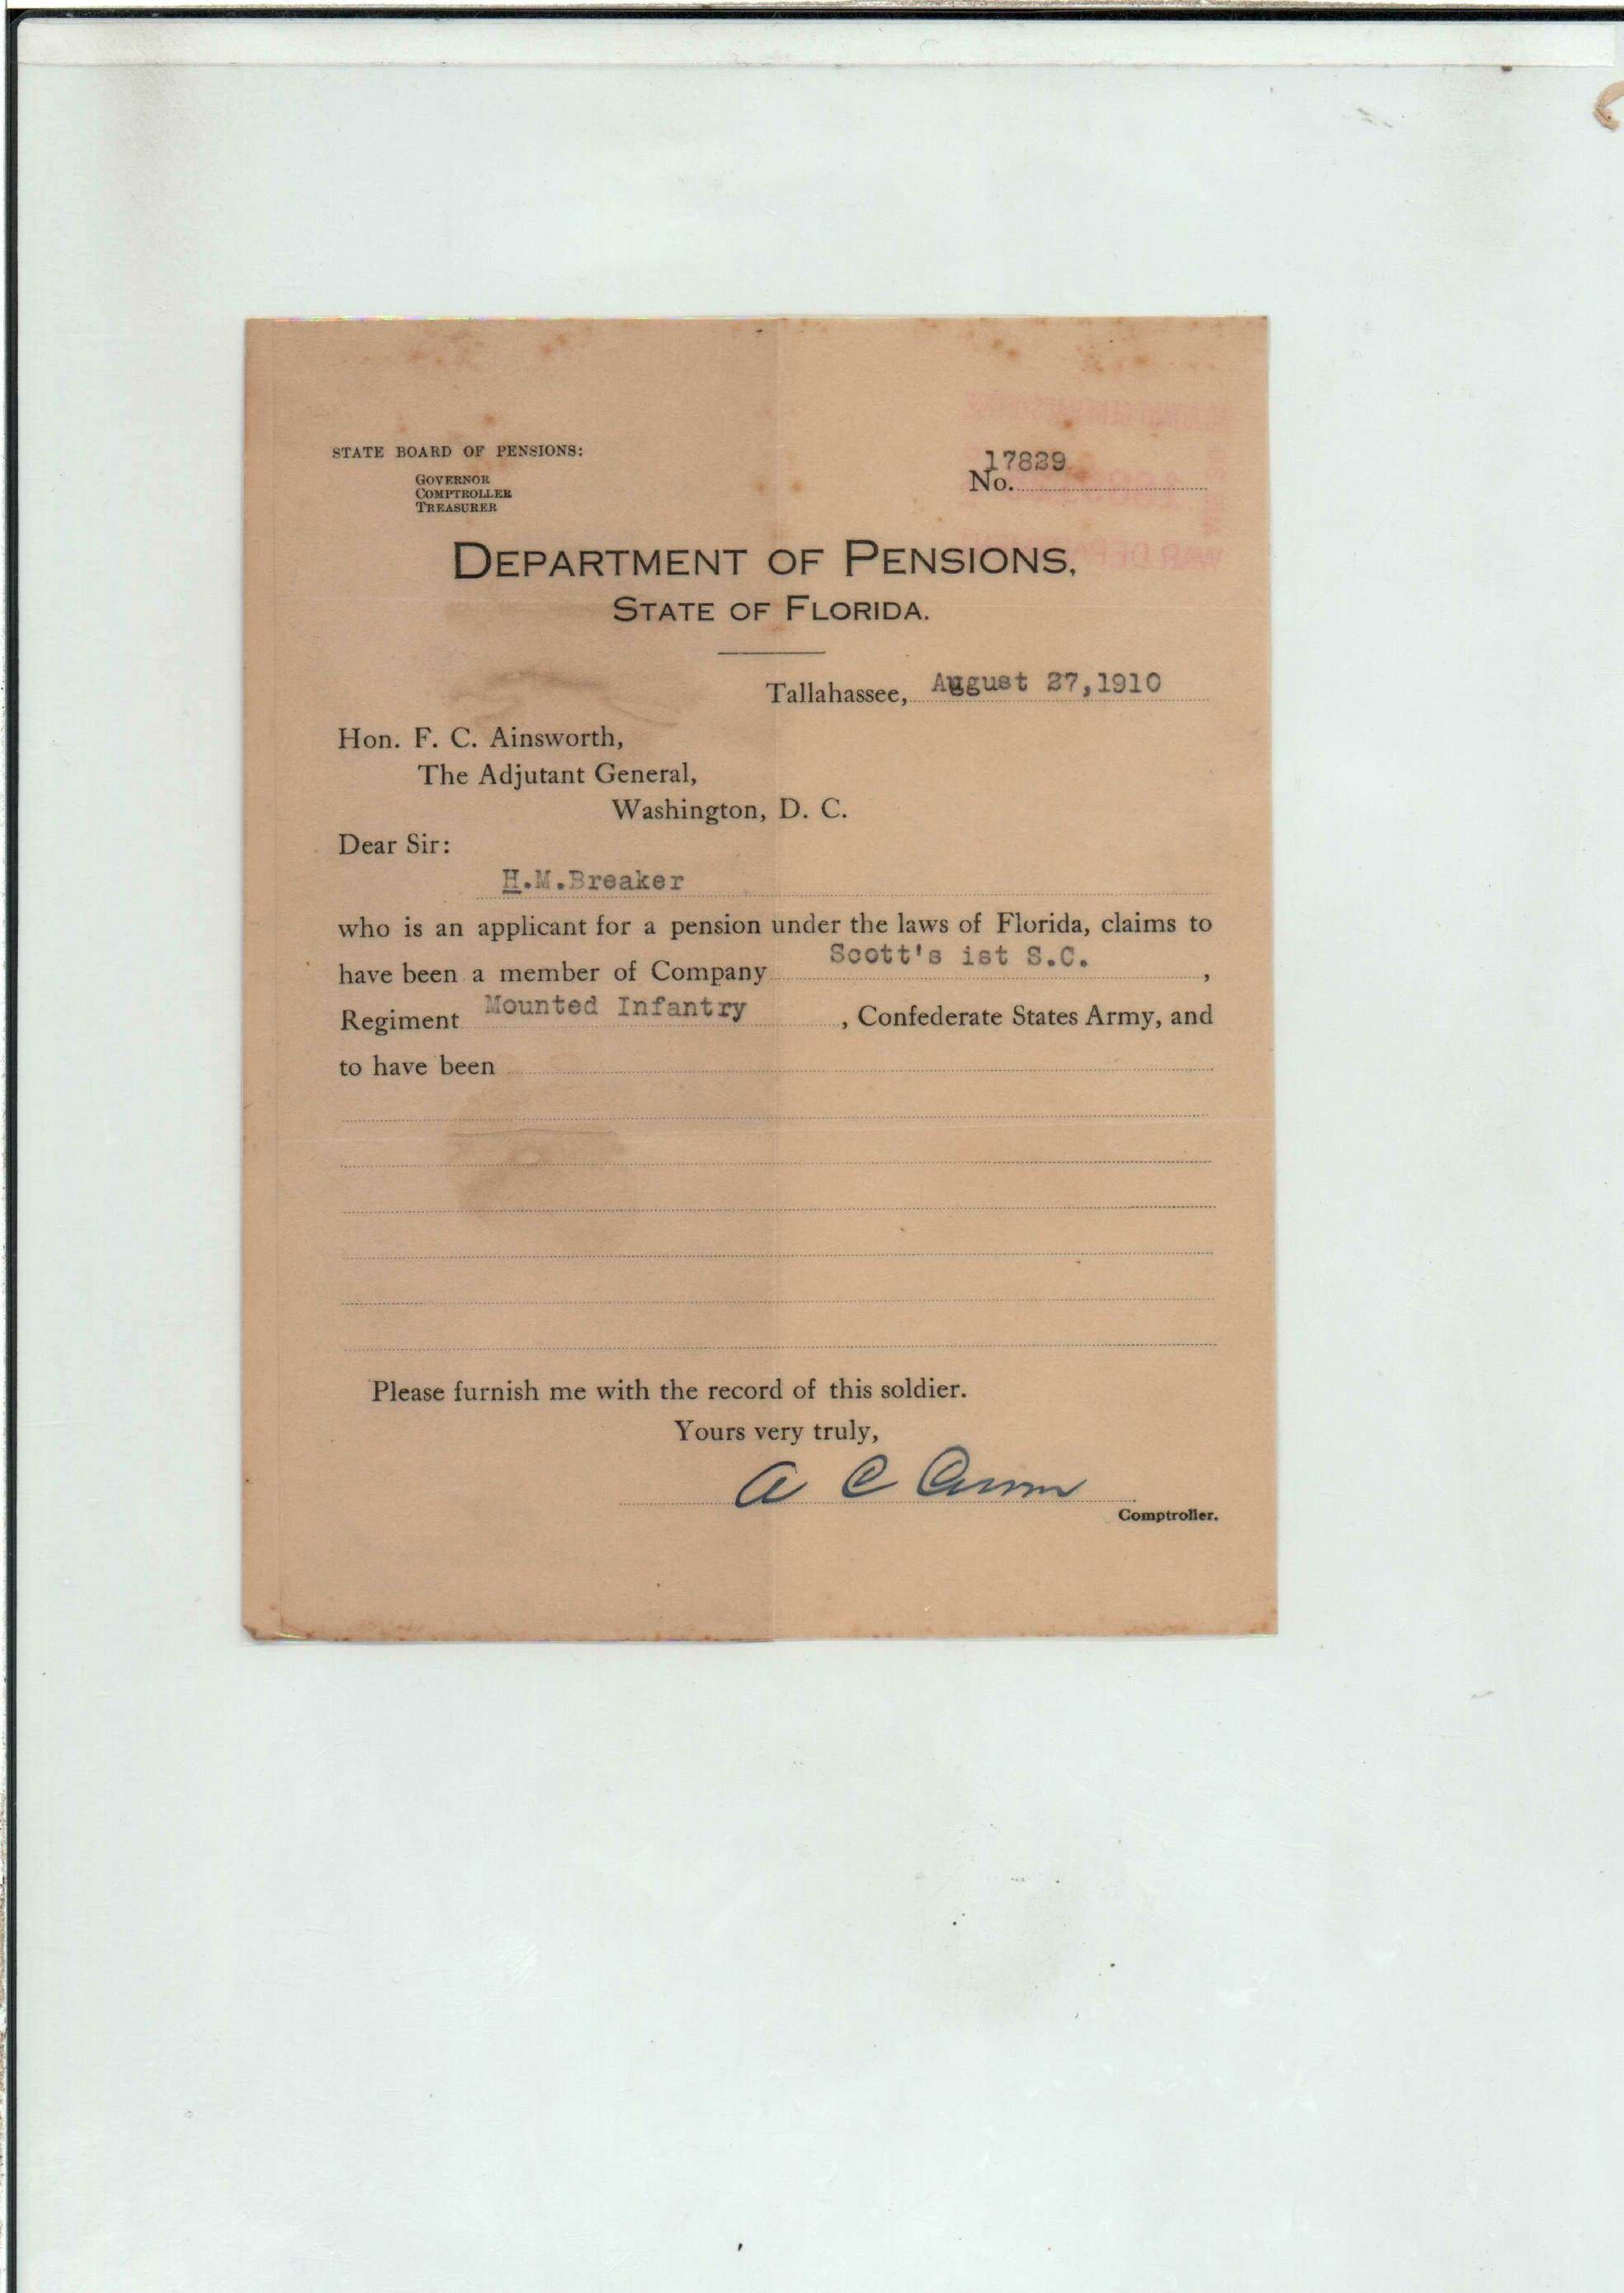 STATE BOARD OF PENSIONS:
GOVERNOR
COMPTROLLER
TREASURER
17829
No.
DEPARTMENT OF PENSIONS,
STATE OF FLORIDA.
Tallahassee, August 27,1910
Hon. F. C. Ainsworth,
The Adjutant General,
Washington, D. C.
Dear Sir:
H.M.Breaker
who is an applicant for a pension under the laws of Florida, claims to
have been a member of Company Scott's ist S.C. ,
Regiment Mounted Infantry , Confederate States Army, and
to have been
Please furnish me with the record of this soldier.
Yours very truly,
A C
Comptroller.